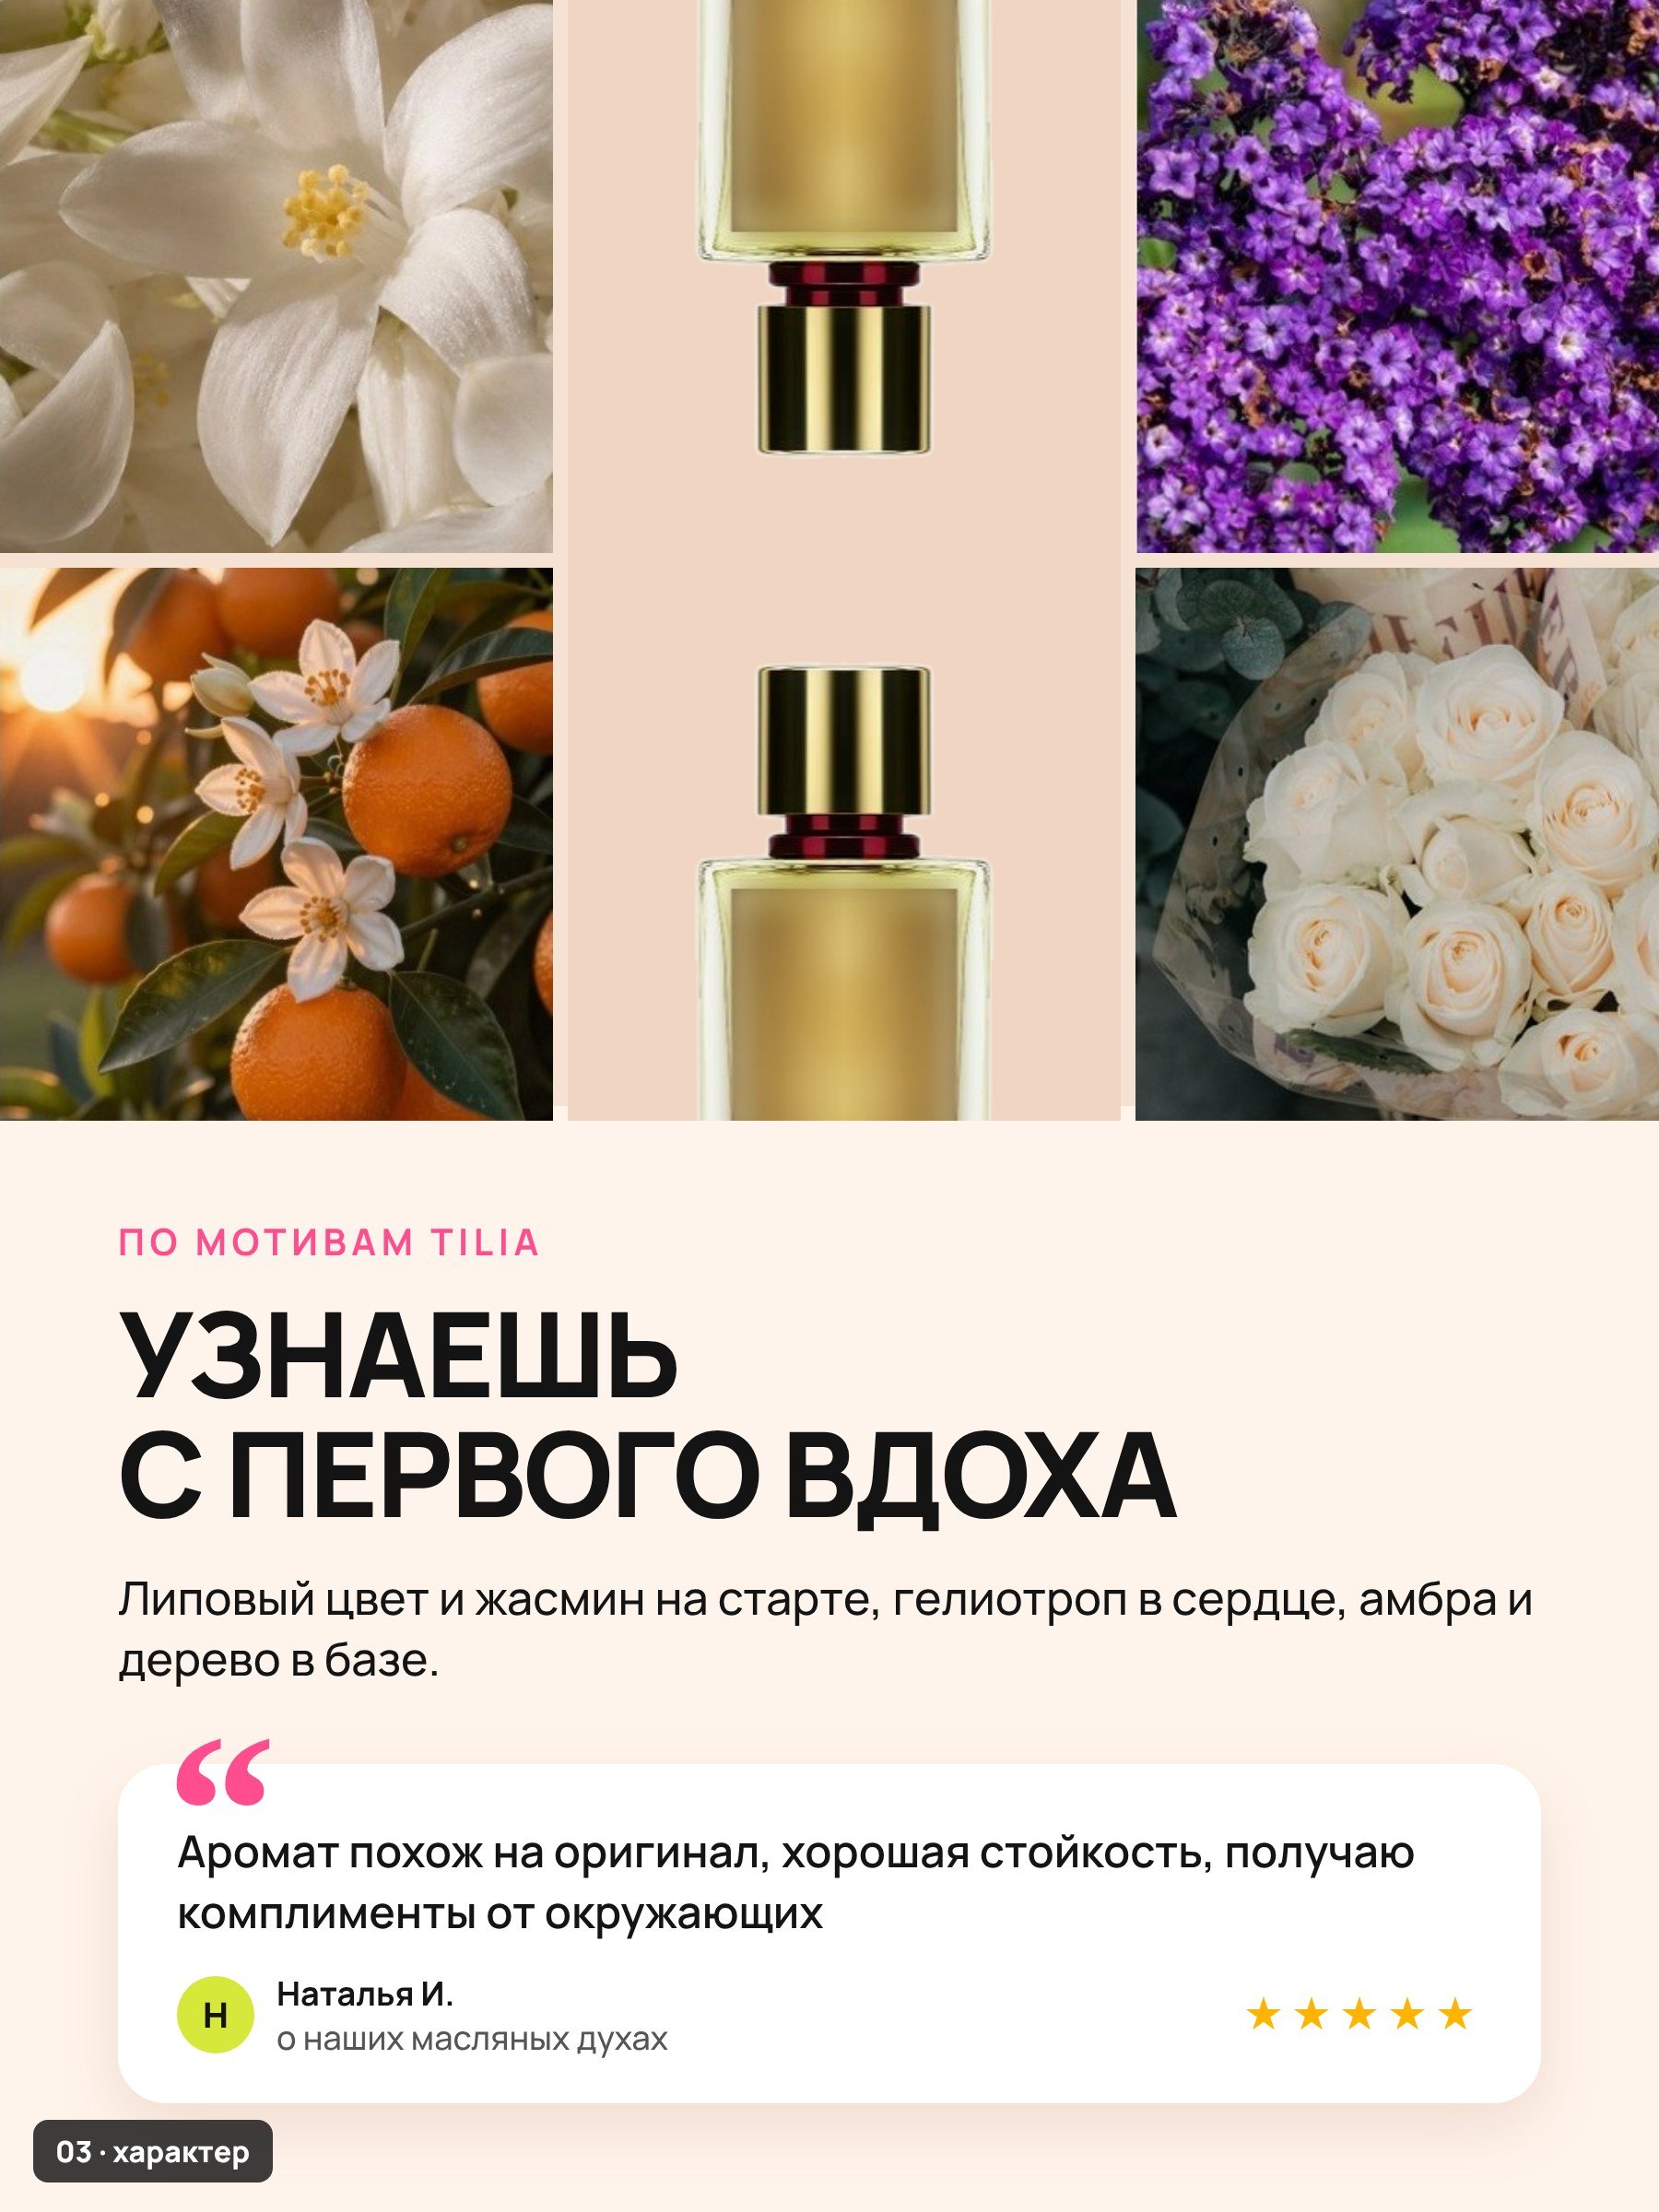 ПО МОТИВАМ TILIA
УЗНАЕШЬ
С ПЕРВОГО ВДОХА
Липовый цвет и жасмин на старте, гелиотроп в сердце, амбра и
дерево в базе.
“
Аромат похож на оригинал, хорошая стойкость, получаю
комплименты от окружающих
Н
Наталья И.
о наших масляных духах
★★★★★
03 · характер